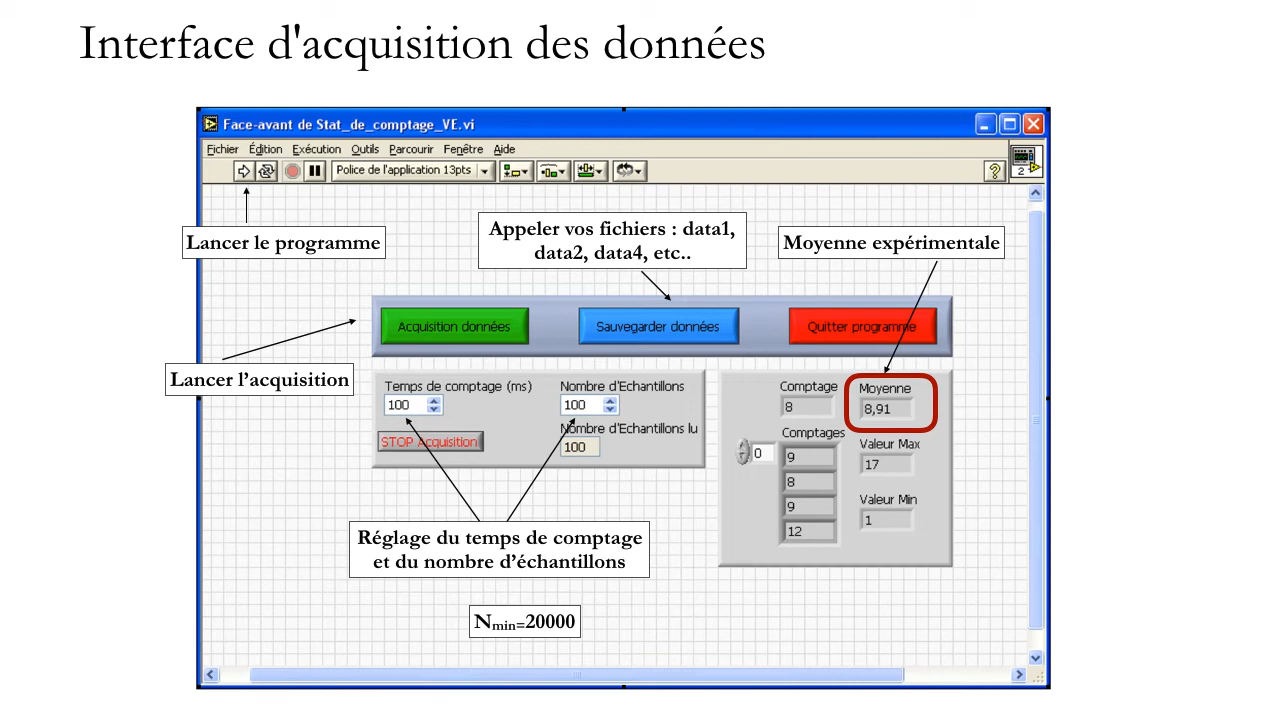 Interface d'acquisition des données
Face-avant de Stat_de_comptage_VE.vi
Fichier Édition Exécution Outils Parcourir Fenêtre Aide
Police de l'application 13pts
?
2
Lancer le programme
Appeler vos fichiers : data1,
data2, data4, etc..
Moyenne expérimentale
Acquisition données
Sauvegarder données
Quitter programme
Lancer l’acquisition
Temps de comptage (ms)
100
Nombre d'Echantillons
100
STOP Acquisition
Nombre d'Echantillons lu
100
Comptage
8
Moyenne
8,91
Comptages
0
9
8
9
12
Valeur Max
17
Valeur Min
1
Réglage du temps de comptage
et du nombre d’échantillons
Nmin=20000